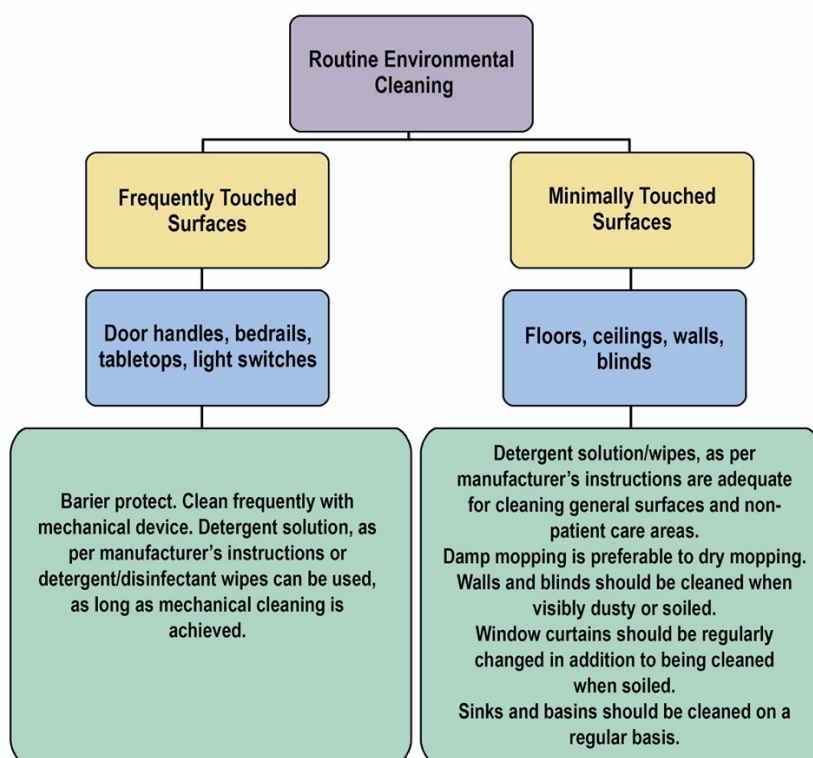 Routine Environmental
Cleaning
Frequently Touched
Surfaces
Minimally Touched
Surfaces
Door handles, bedrails,
tabletops, light switches
Floors, ceilings, walls,
blinds
Barier protect. Clean frequently with
mechanical device. Detergent solution, as
per manufacturer's instructions or
detergent/disinfectant wipes can be used,
as long as mechanical cleaning is
achieved.
Detergent solution/wipes, as per
manufacturer's instructions are adequate
for cleaning general surfaces and non-
patient care areas.
Damp mopping is preferable to dry mopping.
Walls and blinds should be cleaned when
visibly dusty or soiled.
Window curtains should be regularly
changed in addition to being cleaned
when soiled.
Sinks and basins should be cleaned on a
regular basis.